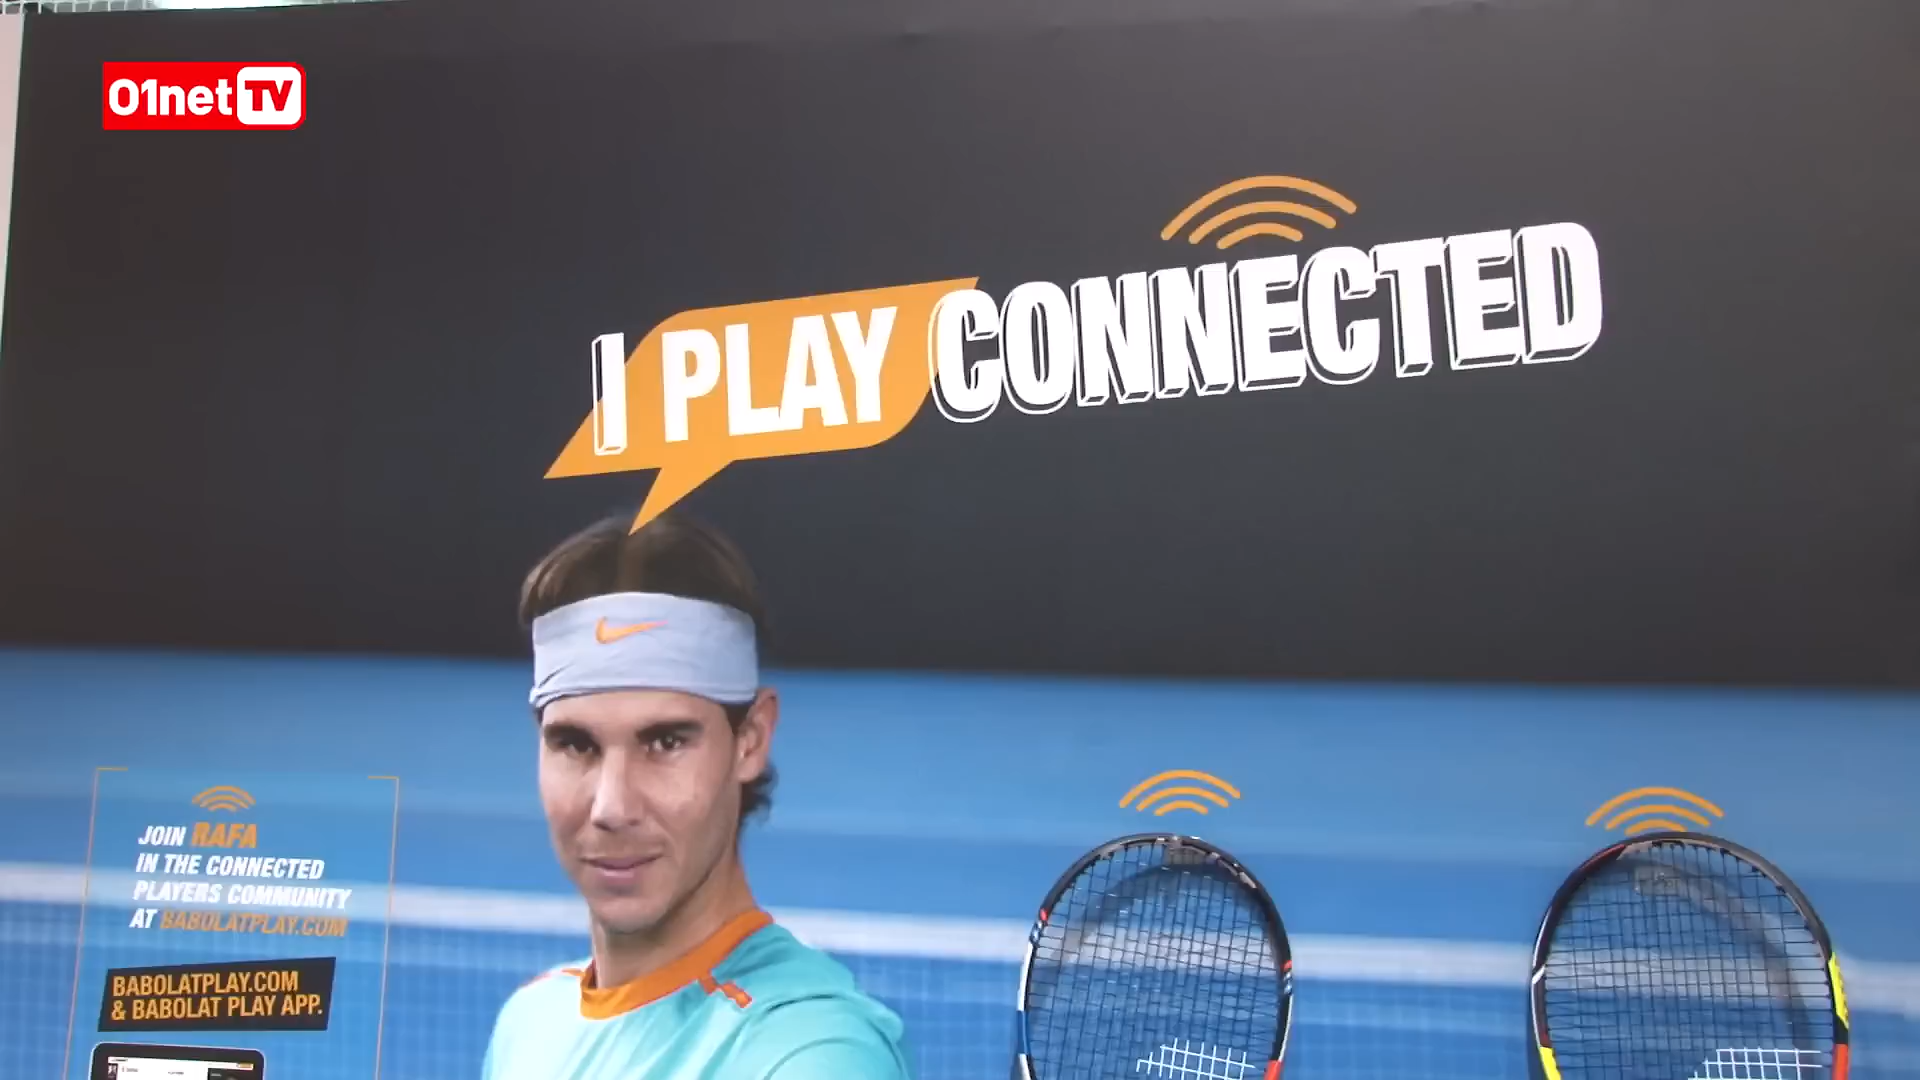 01net TV
I PLAY CONNECTED
JOIN RAFA
IN THE CONNECTED
PLAYERS COMMUNITY
AT BABOLATPLAY.COM
BABOLATPLAY.COM
& BABOLAT PLAY APP.